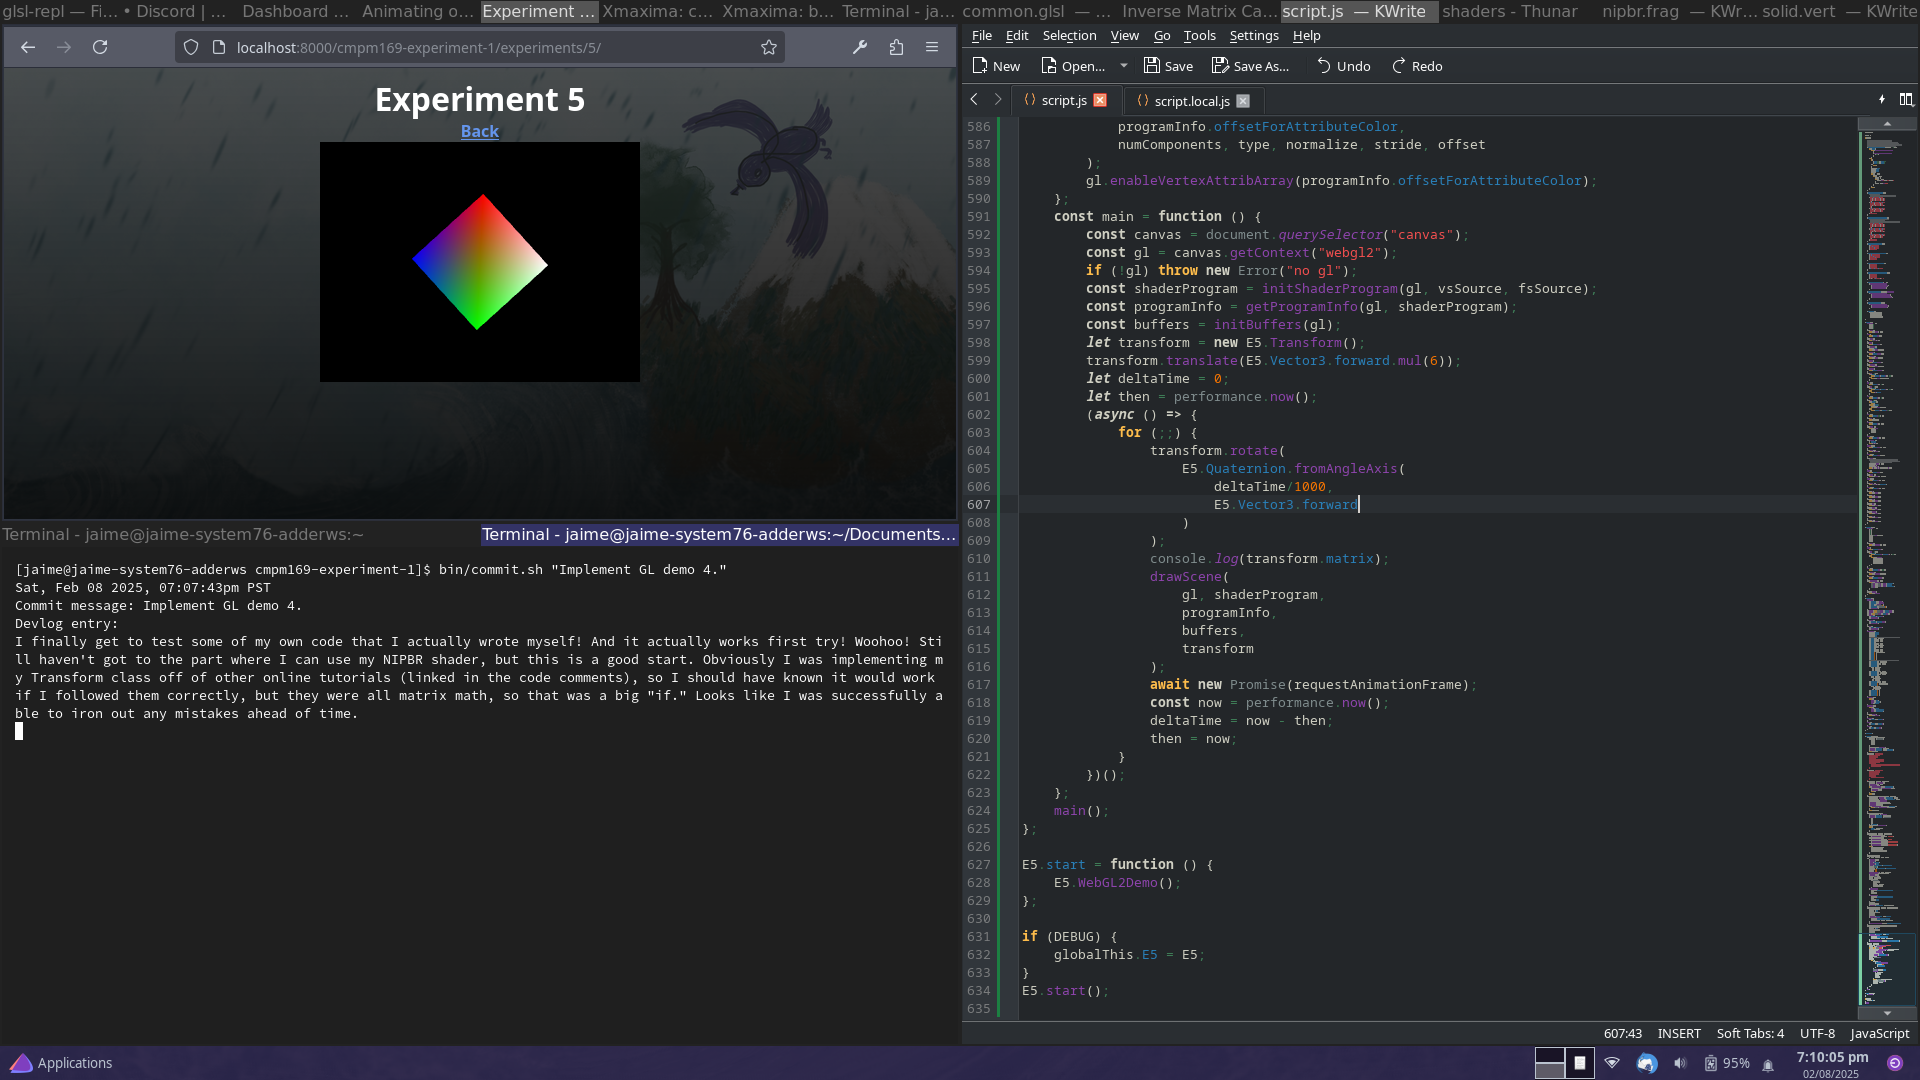 glsl-repl — Fi... • Discord | ...
Dashboard ...
Animating o...
Experiment ...
Xmaxima: c...
Xmaxima: b...
Terminal - ja...
common.glsl — ...
Inverse Matrix Ca...
script.js — KWrite
shaders - Thunar
nipbr.frag — KWr...
solid.vert — KWrite
localhost:8000/cmpm169-experiment-1/experiments/5/
Experiment 5
Back
Terminal - jaime@jaime-system76-adderws:~
Terminal - jaime@jaime-system76-adderws:~/Documents...
[jaime@jaime-system76-adderws cmpm169-experiment-1]$ bin/commit.sh "Implement GL demo 4."
Sat, Feb 08 2025, 07:07:43pm PST
Commit message: Implement GL demo 4.
Devlog entry:
I finally get to test some of my own code that I actually wrote myself! And it actually works first try! Woohoo! Sti
ll haven't got to the part where I can use my NIPBR shader, but this is a good start. Obviously I was implementing m
y Transform class off of other online tutorials (linked in the code comments), so I should have known it would work
if I followed them correctly, but they were all matrix math, so that was a big "if." Looks like I was successfully a
ble to iron out any mistakes ahead of time.
File Edit Selection View Go Tools Settings Help
New Open... Save Save As... Undo Redo
script.js script.local.js
586 programInfo.offsetForAttributeColor,
587 numComponents, type, normalize, stride, offset
588 );
589 gl.enableVertexAttribArray(programInfo.offsetForAttributeColor);
590 };
591 const main = function () {
592 const canvas = document.querySelector("canvas");
593 const gl = canvas.getContext("webgl2");
594 if (!gl) throw new Error("no gl");
595 const shaderProgram = initShaderProgram(gl, vsSource, fsSource);
596 const programInfo = getProgramInfo(gl, shaderProgram);
597 const buffers = initBuffers(gl);
598 let transform = new E5.Transform();
599 transform.translate(E5.Vector3.forward.mul(6));
600 let deltaTime = 0;
601 let then = performance.now();
602 (async () => {
603 for (;;) {
604 transform.rotate(
605 E5.Quaternion.fromAngleAxis(
606 deltaTime/1000,
607 E5.Vector3.forward
608 )
609 );
610 console.log(transform.matrix);
611 drawScene(
612 gl, shaderProgram,
613 programInfo,
614 buffers,
615 transform
616 );
617 await new Promise(requestAnimationFrame);
618 const now = performance.now();
619 deltaTime = now - then;
620 then = now;
621 }
622 })();
623 };
624 main();
625 };
626
627 E5.start = function () {
628 E5.WebGL2Demo();
629 };
630
631 if (DEBUG) {
632 globalThis.E5 = E5;
633 }
634 E5.start();
635
607:43 INSERT Soft Tabs: 4 UTF-8 JavaScript
Applications
95%
7:10:05 pm
02/08/2025